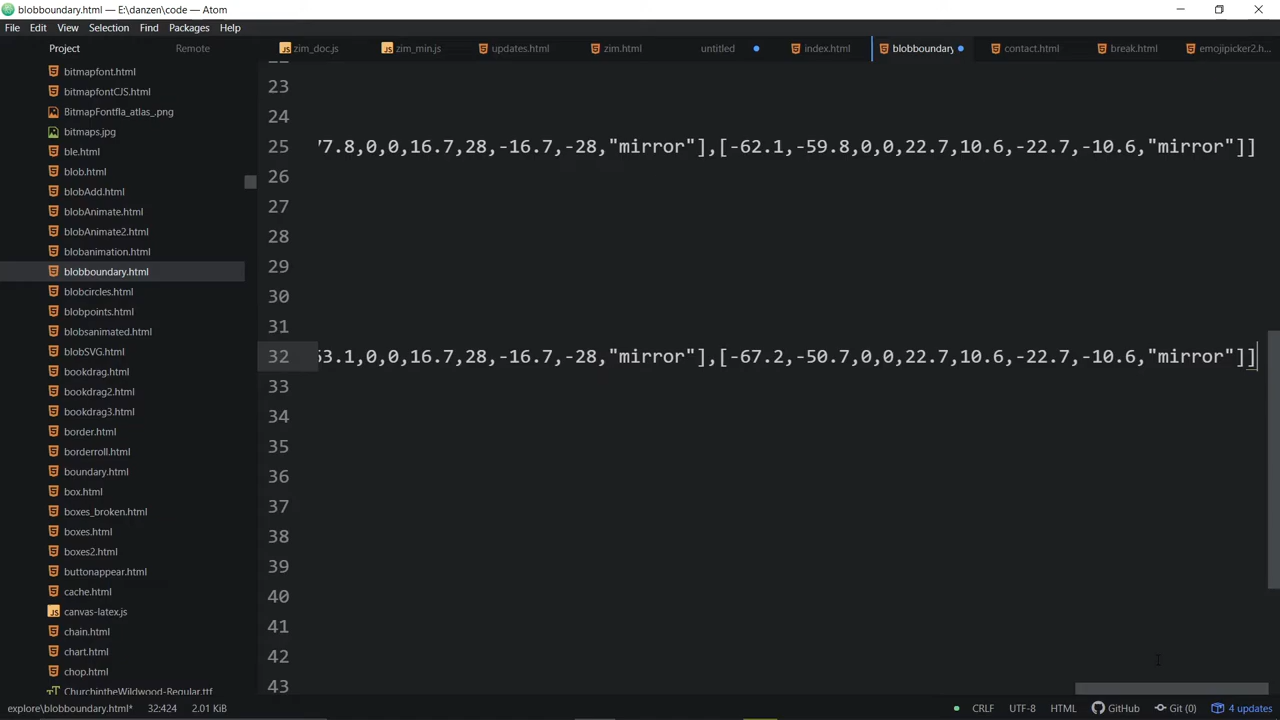 blobboundary.html — E:\danzen\code — Atom
File Edit View Selection Find Packages Help
Project Remote
zim_doc.js zim_min.js updates.html zim.html untitled index.html blobboundary contact.html break.html emojipicker2.h...
bitmapfont.html
bitmapfontCJS.html
BitmapFontfla_atlas_.png
bitmaps.jpg
ble.html
blob.html
blobAdd.html
blobAnimate.html
blobAnimate2.html
blobanimation.html
blobboundary.html
blobcircles.html
blobpoints.html
blobsanimated.html
blobSVG.html
bookdrag.html
bookdrag2.html
bookdrag3.html
border.html
borderroll.html
boundary.html
box.html
boxes_broken.html
boxes.html
boxes2.html
buttonappear.html
cache.html
canvas-latex.js
chain.html
chart.html
chop.html
ChurchintheWildwood-Regular.ttf
23
24
25 77.8,0,0,16.7,28,-16.7,-28,"mirror"],[-62.1,-59.8,0,0,22.7,10.6,-22.7,-10.6,"mirror"]]
26
27
28
29
30
31
32 53.1,0,0,16.7,28,-16.7,-28,"mirror"],[-67.2,-50.7,0,0,22.7,10.6,-22.7,-10.6,"mirror"]]
33
34
35
36
37
38
39
40
41
42
43
explore\blobboundary.html* 32:424 2.01 KiB CRLF UTF-8 HTML GitHub Git (0) 4 updates